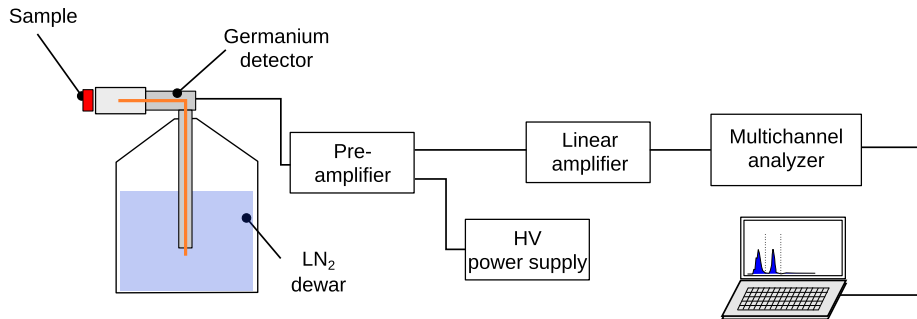 Sample
Germanium
detector
Pre-
amplifier
Linear
amplifier
Multichannel
analyzer
HV
power supply
LN₂
dewar